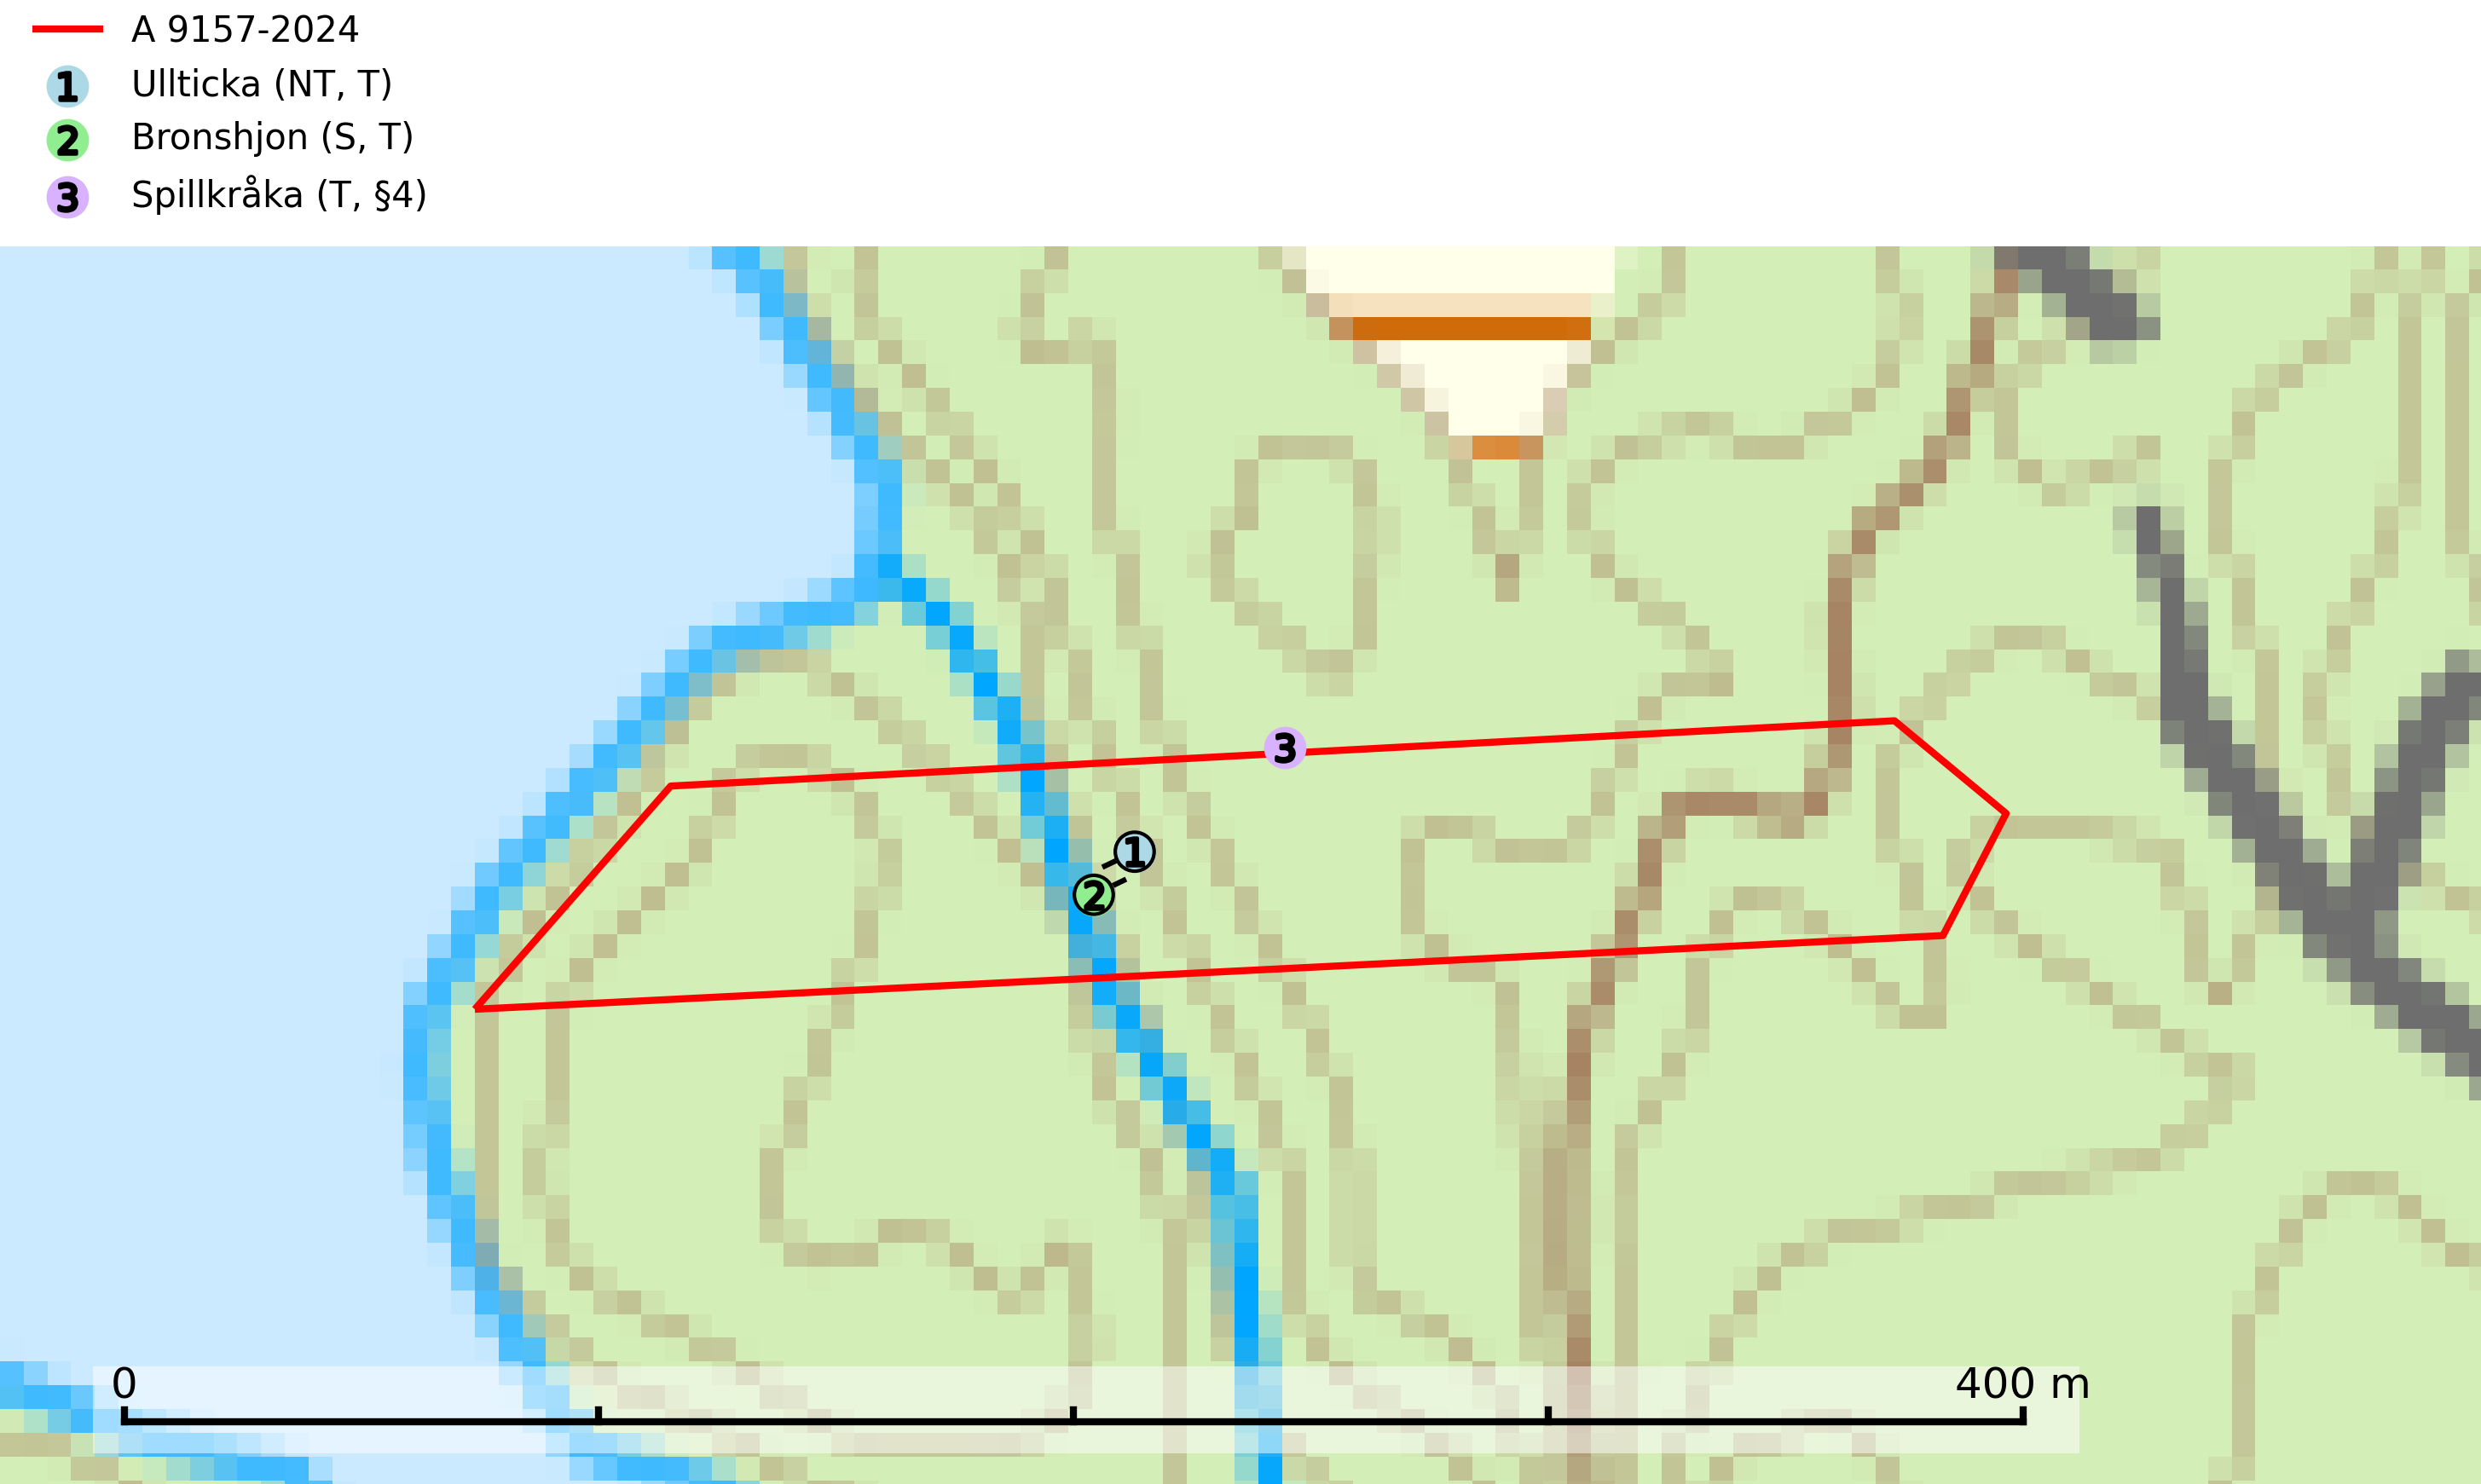 A 9157-2024
1 Ullticka (NT, T)
2 Bronshjon (S, T)
3 Spillkråka (T, §4)
3
1
2
0 400 m